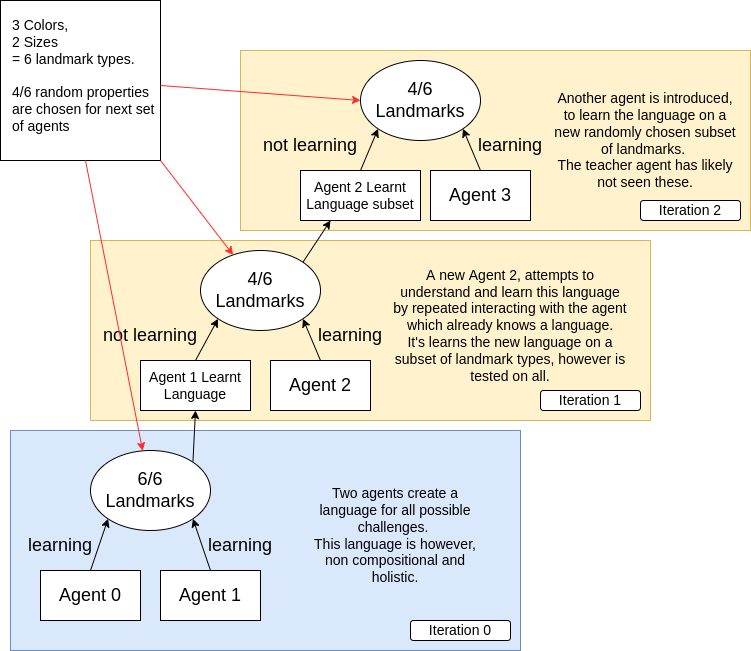 3 Colors,
2 Sizes
= 6 landmark types.
4/6 random properties
are chosen for next set
of agents
4/6
Landmarks
not learning
learning
Agent 2 Learnt
Language subset
Agent 3
Another agent is introduced,
to learn the language on a
new randomly chosen subset
of landmarks.
The teacher agent has likely
not seen these.
Iteration 2
4/6
Landmarks
not learning
learning
Agent 1 Learnt
Language
Agent 2
A new Agent 2, attempts to
understand and learn this language
by repeated interacting with the agent
which already knows a language.
It's learns the new language on a
subset of landmark types, however is
tested on all.
Iteration 1
6/6
Landmarks
learning
learning
Agent 0
Agent 1
Two agents create a
language for all possible
challenges.
This language is however,
non compositional and
holistic.
Iteration 0